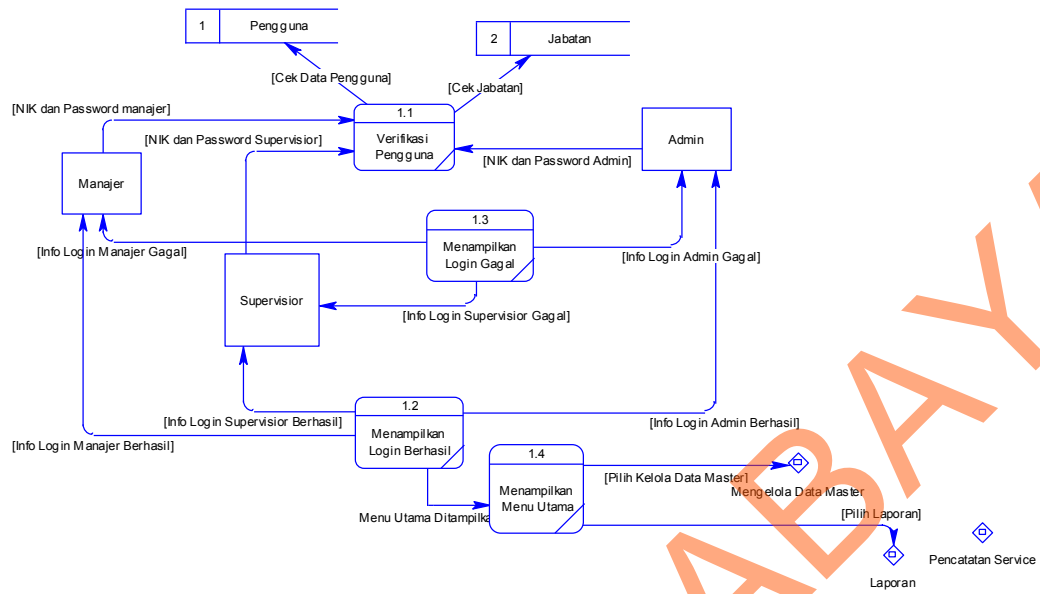 1 Pengguna
2 Jabatan
[Cek Data Pengguna]
[Cek Jabatan]
[NIK dan Password manajer]
1.1
Verifikasi
Pengguna
[NIK dan Password Supervisior]
[NIK dan Password Admin]
Admin
Manajer
1.3
Menampilkan
Login Gagal
[Info Login Manajer Gagal]
[Info Login Admin Gagal]
Supervisior
[Info Login Supervisior Gagal]
1.2
Menampilkan
Login Berhasil
[Info Login Supervisior Berhasil]
[Info Login Admin Berhasil]
[Info Login Manajer Berhasil]
1.4
Menampilkan
Menu Utama
[Pilih Kelola Data Master]
Mengelola Data Master
Menu Utama Ditampilka
[Pilih Laporan]
Laporan
Pencatatan Service
ABAY